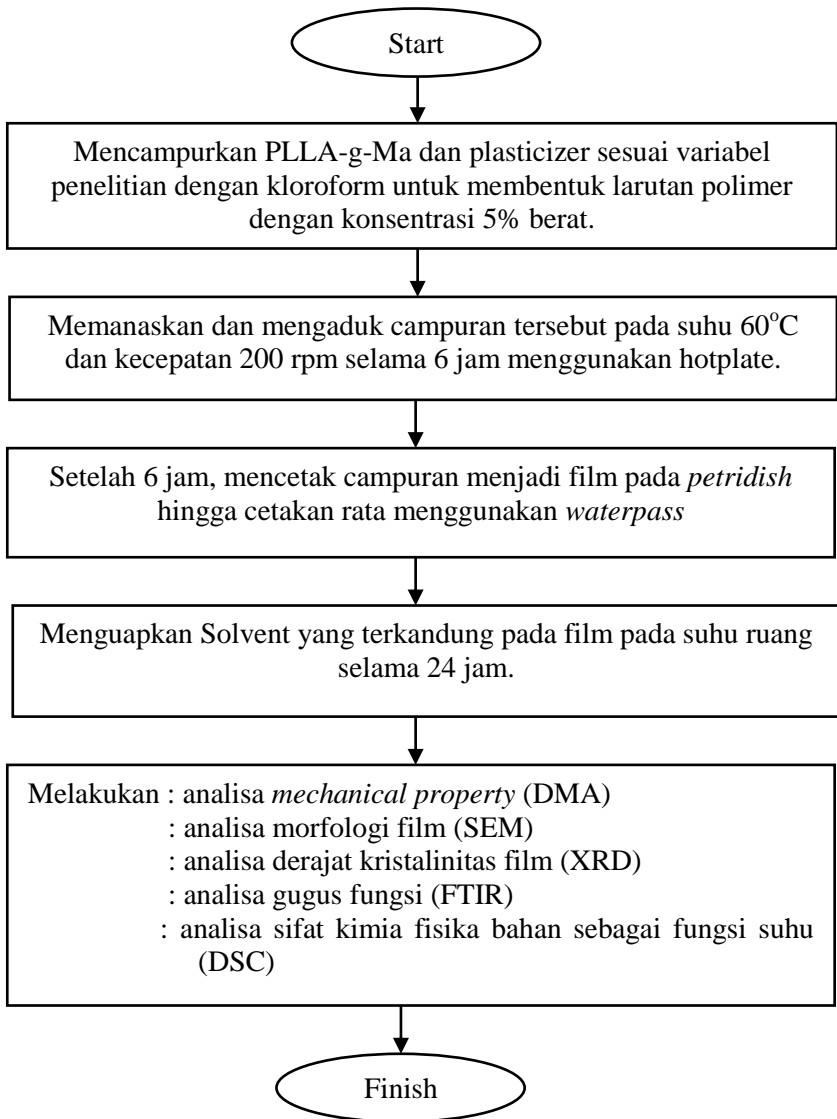 Start
Mencampurkan PLLA-g-Ma dan plasticizer sesuai variabel
penelitian dengan kloroform untuk membentuk larutan polimer
dengan konsentrasi 5% berat.
Memanaskan dan mengaduk campuran tersebut pada suhu 60°C
dan kecepatan 200 rpm selama 6 jam menggunakan hotplate.
Setelah 6 jam, mencetak campuran menjadi film pada petridish
hingga cetakan rata menggunakan waterpass
Menguapkan Solvent yang terkandung pada film pada suhu ruang
selama 24 jam.
Melakukan : analisa mechanical property (DMA)
: analisa morfologi film (SEM)
: analisa derajat kristalinitas film (XRD)
: analisa gugus fungsi (FTIR)
: analisa sifat kimia fisika bahan sebagai fungsi suhu
(DSC)
Finish